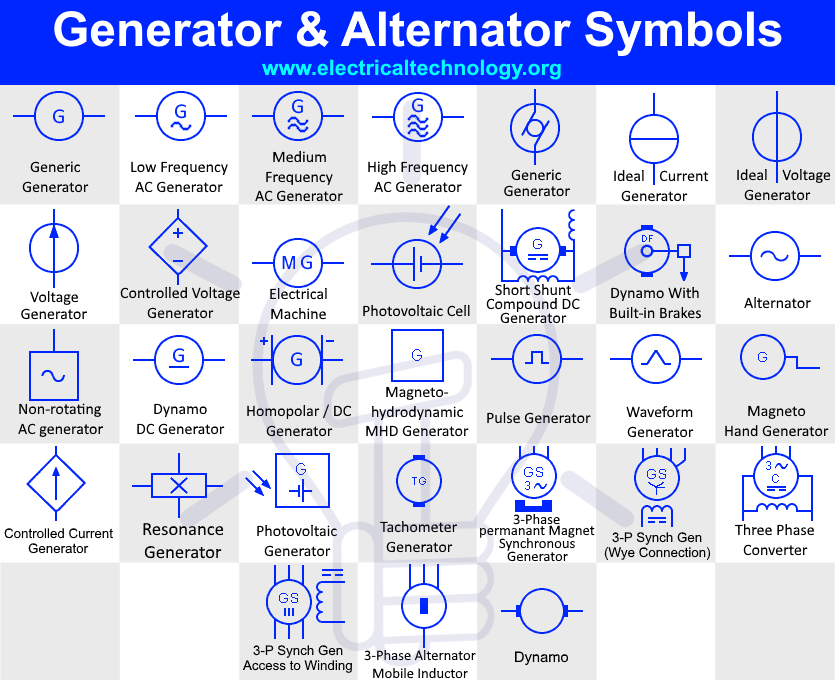 Generator & Alternator Symbols
www.electricaltechnology.org
G
Generic
Generator
G
Low Frequency
AC Generator
G
Medium
Frequency
AC Generator
G
High Frequency
AC Generator
Generic
Generator
Ideal Current
Generator
Ideal Voltage
Generator
Voltage
Generator
+
−
Controlled Voltage
Generator
M G
Electrical
Machine
Photovoltaic Cell
G
Short Shunt
Compound DC
Generator
DF
Dynamo With
Built-in Brakes
Alternator
Non-rotating
AC generator
G
Dynamo
DC Generator
+ −
G
Homopolar / DC
Generator
G
Magneto-
hydrodynamic
MHD Generator
Pulse Generator
Waveform
Generator
G
Magneto
Hand Generator
Controlled Current
Generator
Resonance
Generator
G
Photovoltaic
Generator
TG
Tachometer
Generator
GS
3
3-Phase
permanant Magnet
Synchronous
Generator
GS
3-P Synch Gen
(Wye Connection)
3
C
Three Phase
Converter
GS
3-P Synch Gen
Access to Winding
3-Phase Alternator
Mobile Inductor
Dynamo